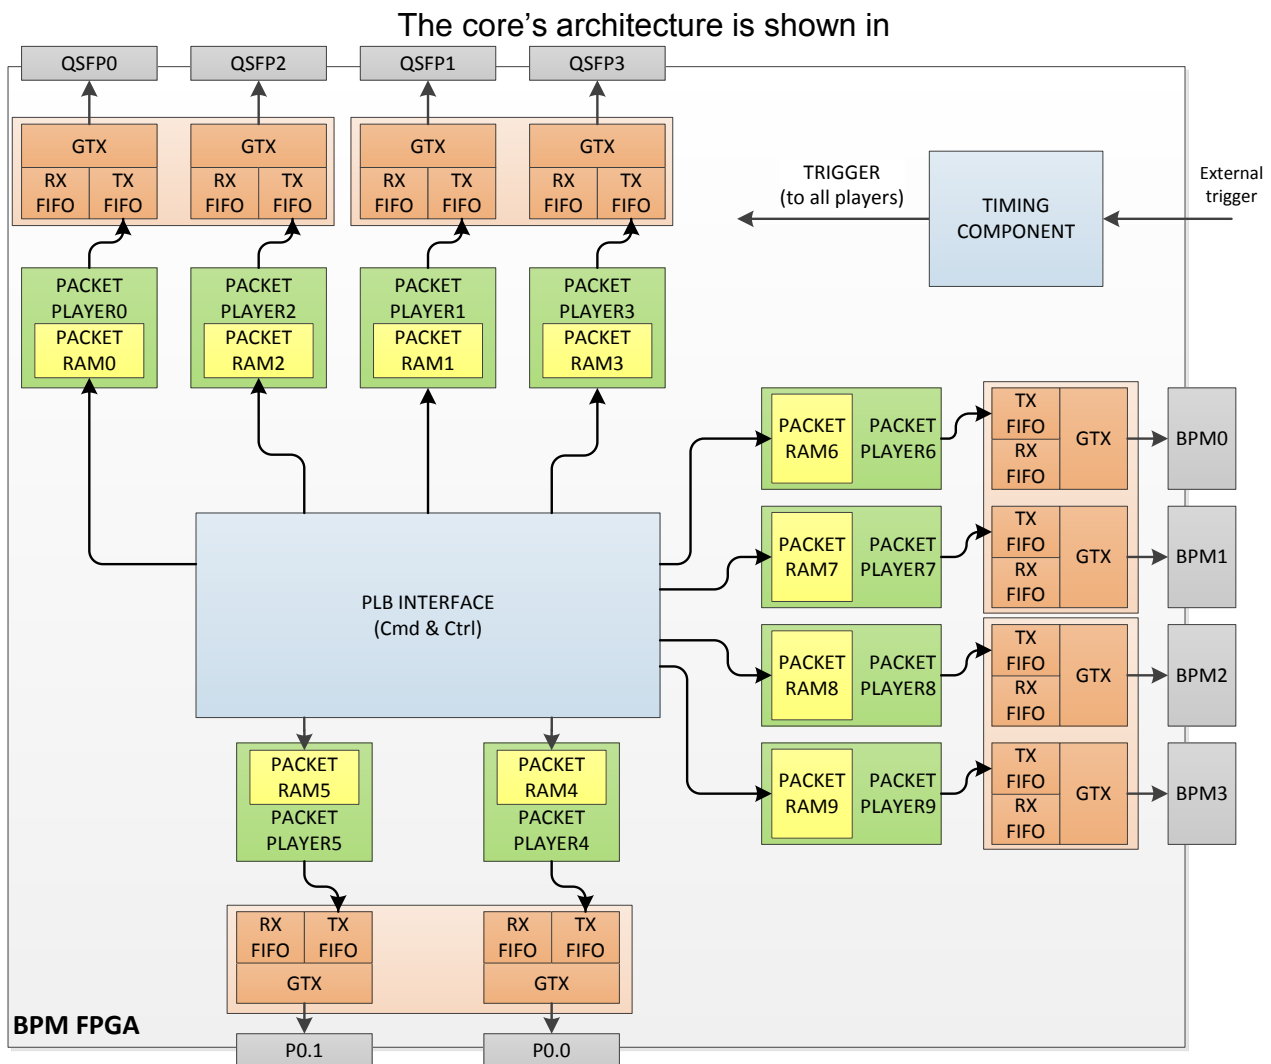 The core's architecture is shown in
QSFP0
QSFP2
QSFP1
QSFP3
GTX
RX
FIFO
TX
FIFO
GTX
RX
FIFO
TX
FIFO
GTX
RX
FIFO
TX
FIFO
GTX
RX
FIFO
TX
FIFO
TRIGGER
(to all players)
TIMING
COMPONENT
External
trigger
PACKET
PLAYER0
PACKET
RAM0
PACKET
PLAYER2
PACKET
RAM2
PACKET
PLAYER1
PACKET
RAM1
PACKET
PLAYER3
PACKET
RAM3
PACKET
RAM6
PACKET
PLAYER6
TX
FIFO
RX
FIFO
GTX
BPM0
PACKET
RAM7
PACKET
PLAYER7
TX
FIFO
RX
FIFO
GTX
BPM1
PLB INTERFACE
(Cmd & Ctrl)
PACKET
RAM8
PACKET
PLAYER8
TX
FIFO
RX
FIFO
GTX
BPM2
PACKET
RAM9
PACKET
PLAYER9
TX
FIFO
RX
FIFO
GTX
BPM3
PACKET
RAM5
PACKET
PLAYER5
PACKET
RAM4
PACKET
PLAYER4
RX
FIFO
TX
FIFO
GTX
RX
FIFO
TX
FIFO
GTX
BPM FPGA
P0.1
P0.0